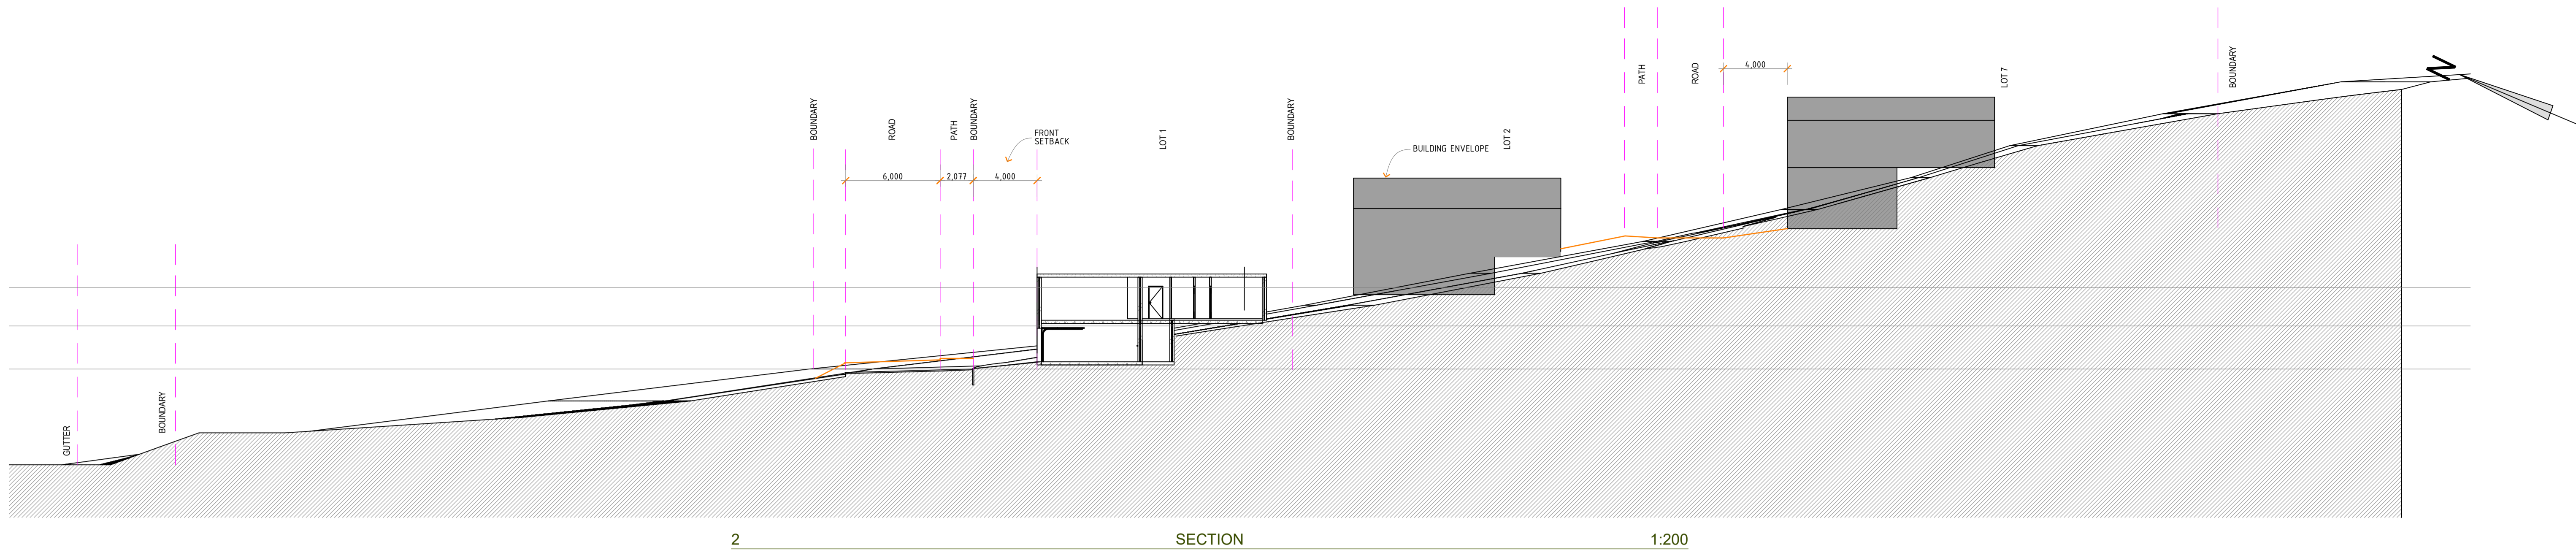 GUTTER
BOUNDARY
BOUNDARY
ROAD
PATH
BOUNDARY
FRONT
SETBACK
6,000
2,077
4,000
LOT 1
BOUNDARY
BUILDING ENVELOPE
LOT 2
PATH
ROAD
4,000
LOT 7
BOUNDARY
N
2 SECTION 1:200